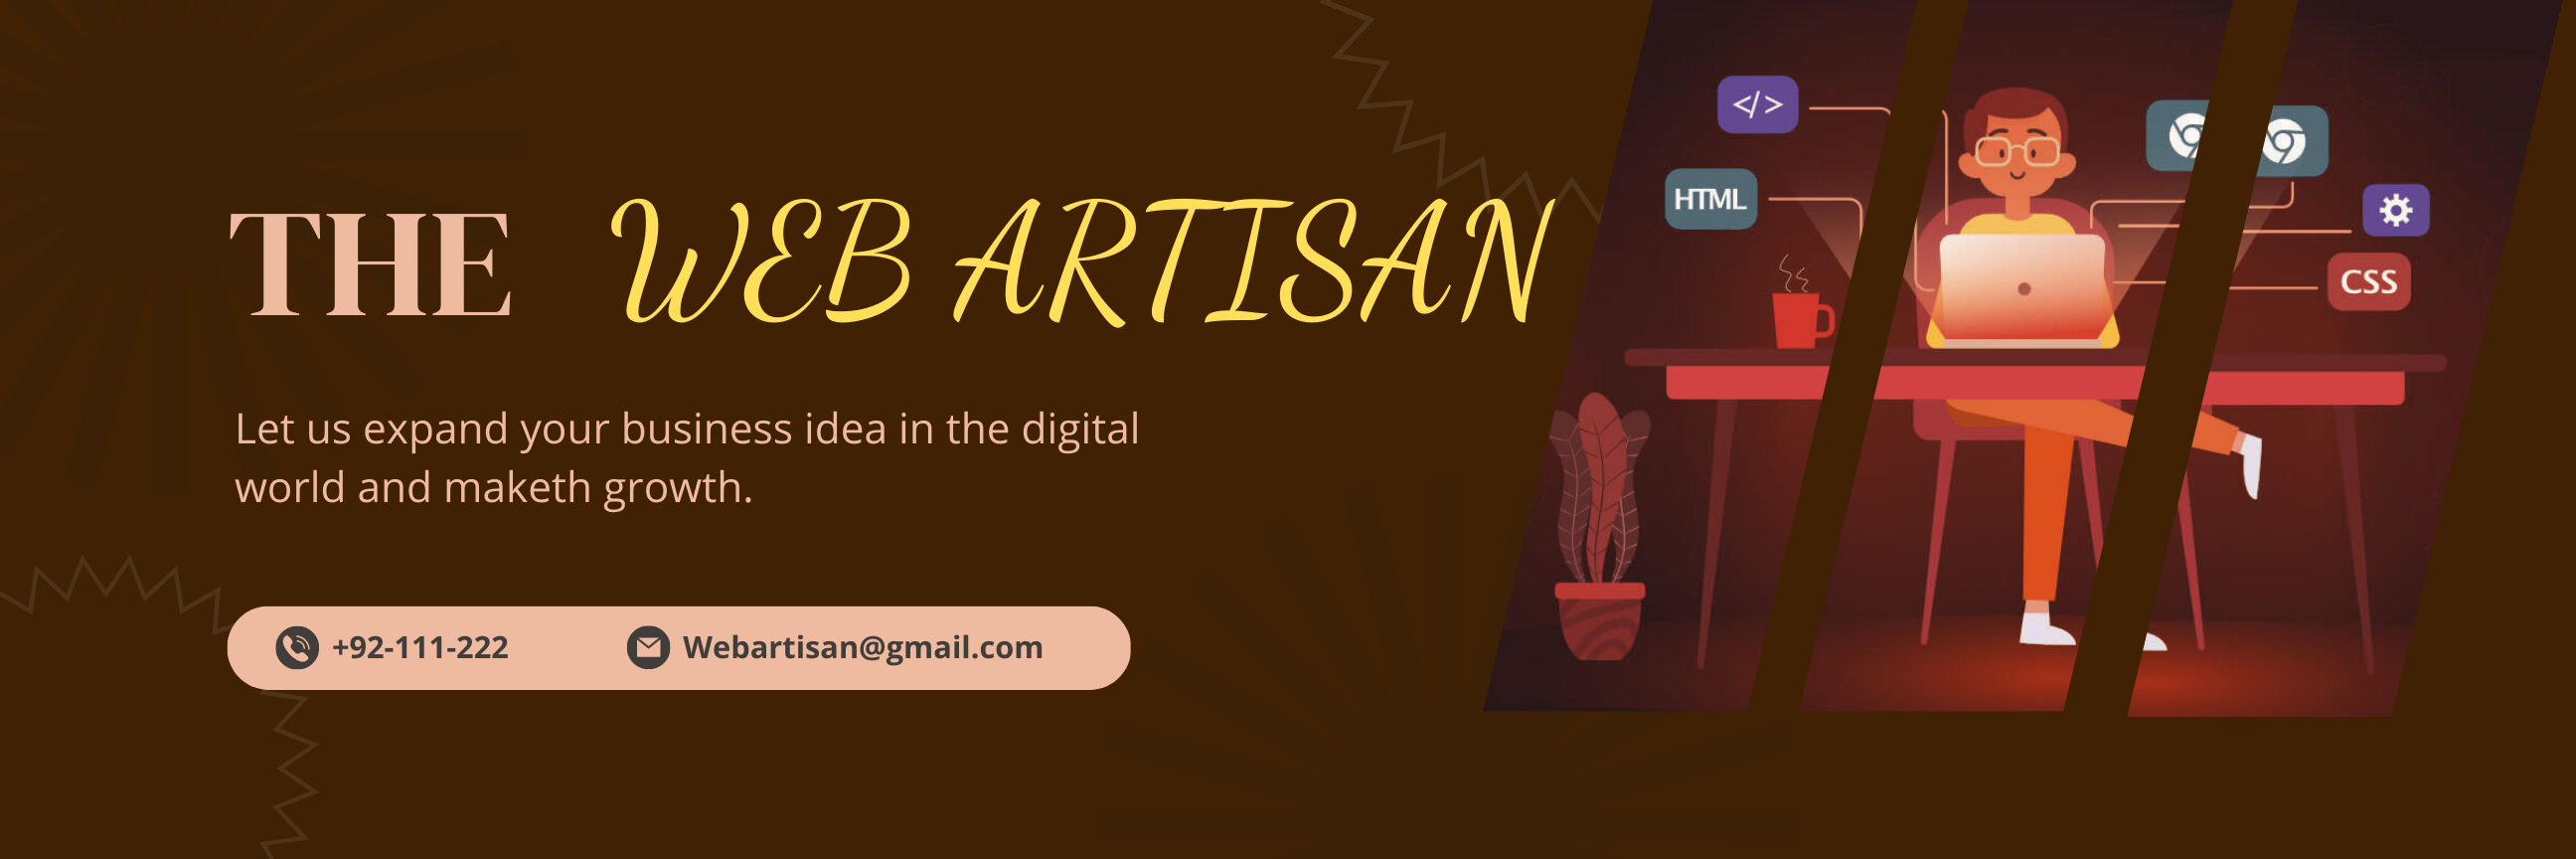 THE WEB ARTISAN
Let us expand your business idea in the digital
world and maketh growth.
+92-111-222 Webartisan@gmail.com
</>
HTML
CSS